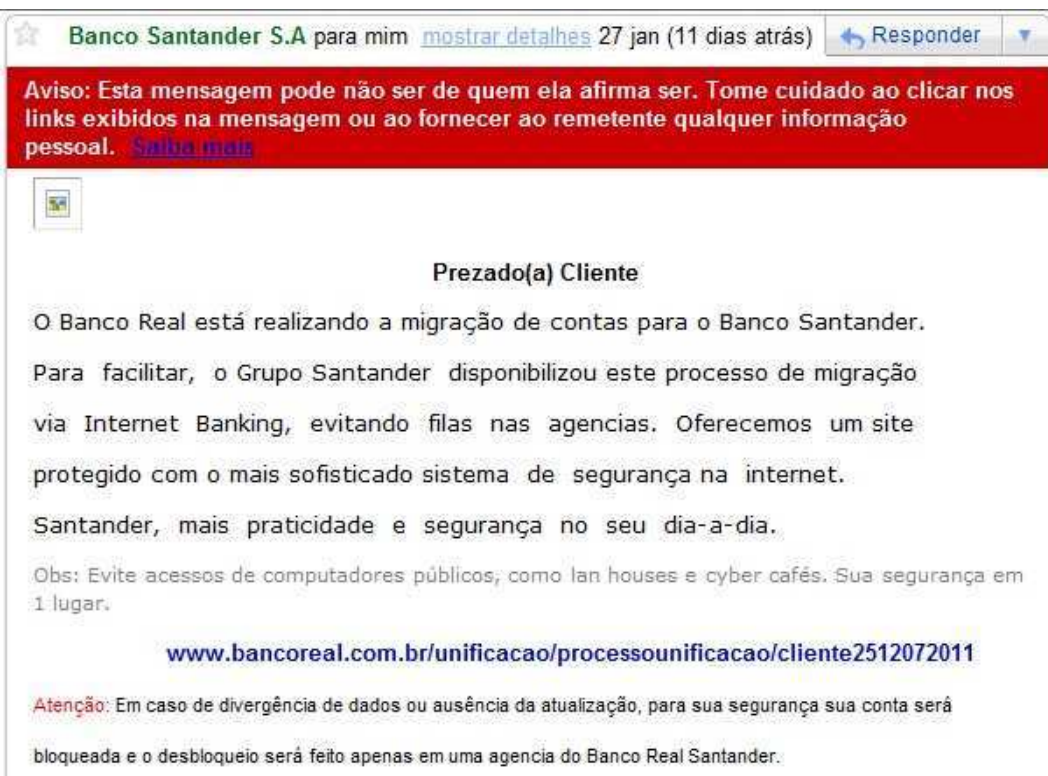 Banco Santander S.A para mim mostrar detalhes 27 jan (11 dias atrás) Responder
Aviso: Esta mensagem pode não ser de quem ela afirma ser. Tome cuidado ao clicar nos
links exibidos na mensagem ou ao fornecer ao remetente qualquer informação
pessoal. Saiba mais
Prezado(a) Cliente
O Banco Real está realizando a migração de contas para o Banco Santander.
Para facilitar, o Grupo Santander disponibilizou este processo de migração
via Internet Banking, evitando filas nas agencias. Oferecemos um site
protegido com o mais sofisticado sistema de segurança na internet.
Santander, mais praticidade e segurança no seu dia-a-dia.
Obs: Evite acessos de computadores públicos, como lan houses e cyber cafés. Sua segurança em
1 lugar.
www.bancoreal.com.br/unificacao/processounificacao/cliente2512072011
Atenção: Em caso de divergência de dados ou ausência da atualização, para sua segurança sua conta será
bloqueada e o desbloqueio será feito apenas em uma agencia do Banco Real Santander.